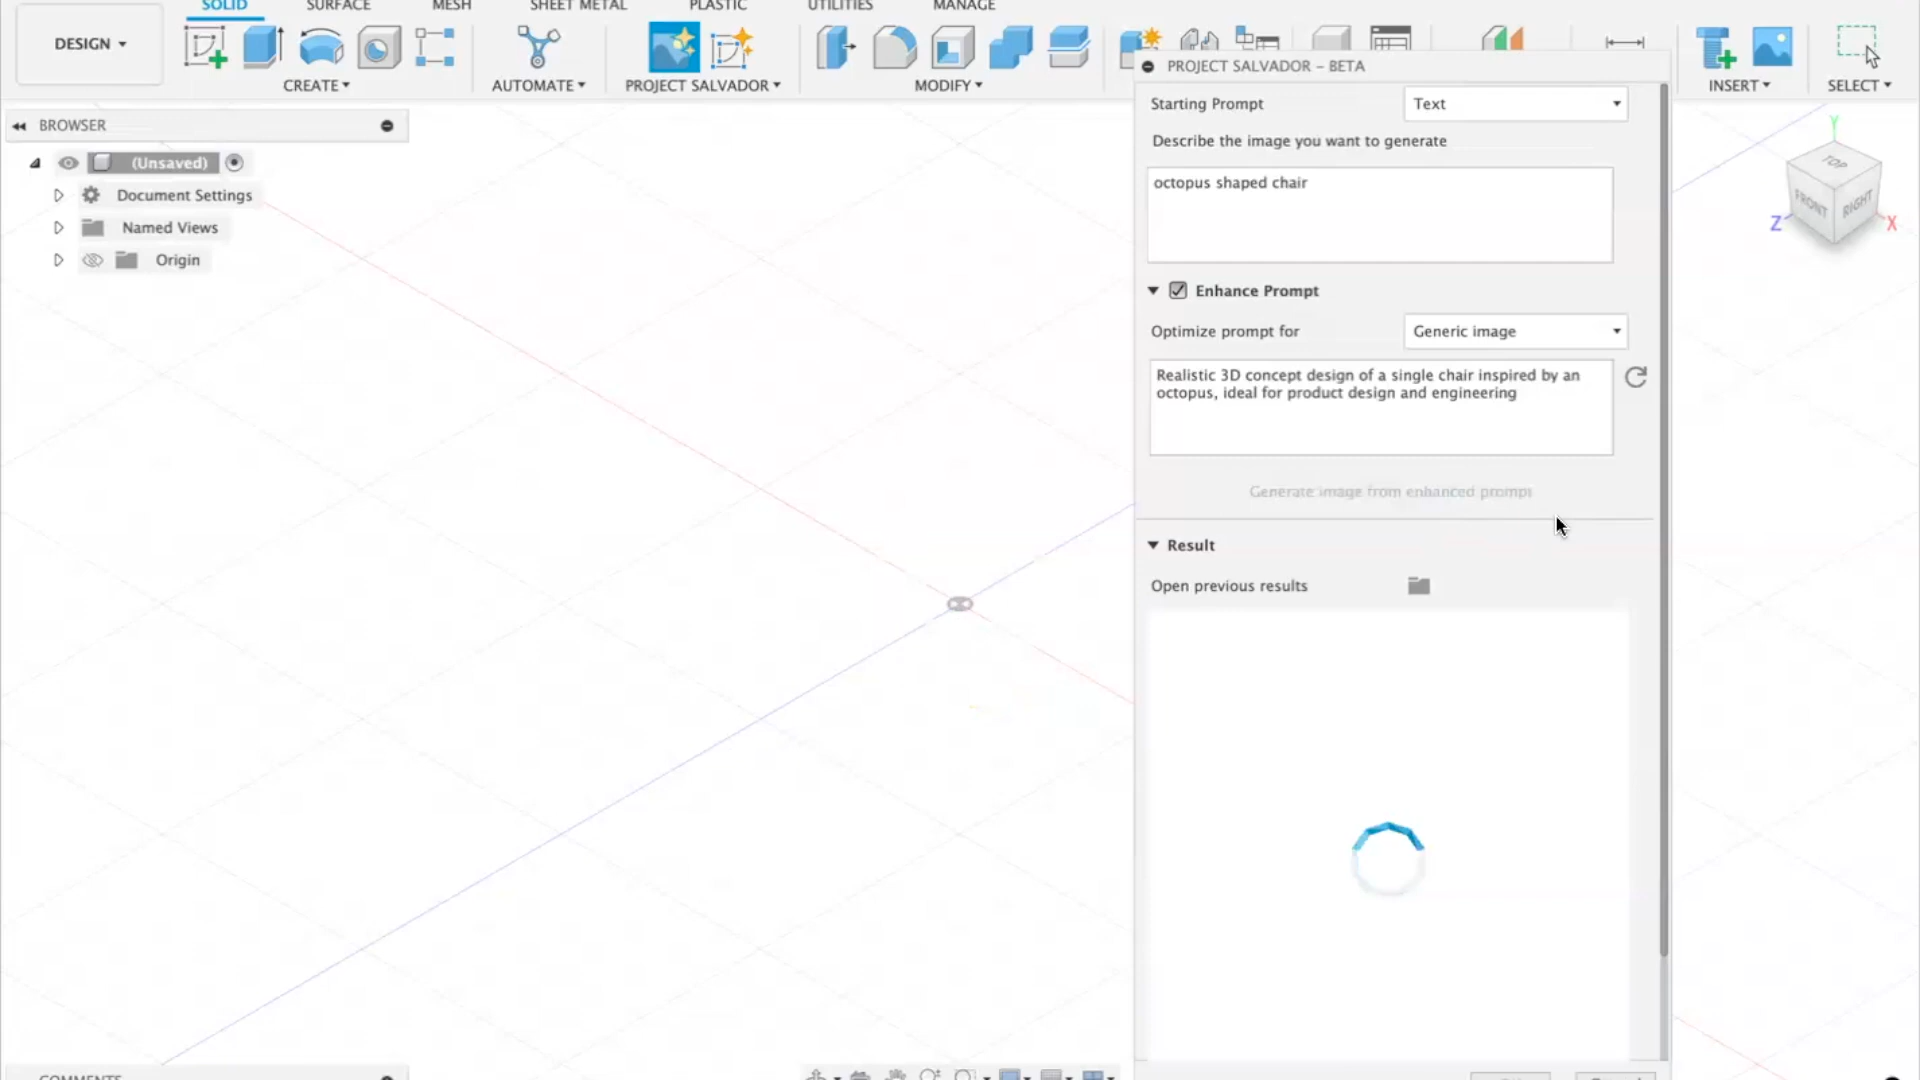 SOLID
SURFACE
MESH
SHEET METAL
PLASTIC
UTILITIES
MANAGE
DESIGN
CREATE
AUTOMATE
PROJECT SALVADOR
MODIFY
INSERT
SELECT
BROWSER
(Unsaved)
Document Settings
Named Views
Origin
PROJECT SALVADOR – BETA
Starting Prompt
Text
Describe the image you want to generate
octopus shaped chair
Enhance Prompt
Optimize prompt for
Generic image
Realistic 3D concept design of a single chair inspired by an
octopus, ideal for product design and engineering
Generate image from enhanced prompt
Result
Open previous results
Y
TOP
FRONT
RIGHT
Z
X
COMMENTS